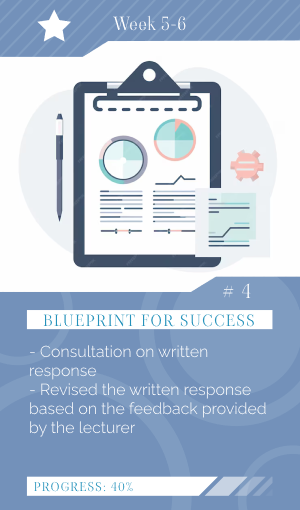 Week 5-6
# 4
BLUEPRINT FOR SUCCESS
- Consultation on written
response
- Revised the written response
based on the feedback provided
by the lecturer
PROGRESS: 40%